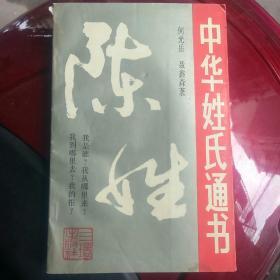 中华姓氏通书
陈姓
何光岳 聂鑫森著
我是谁？我从哪里来？
我到哪里去？我的根？